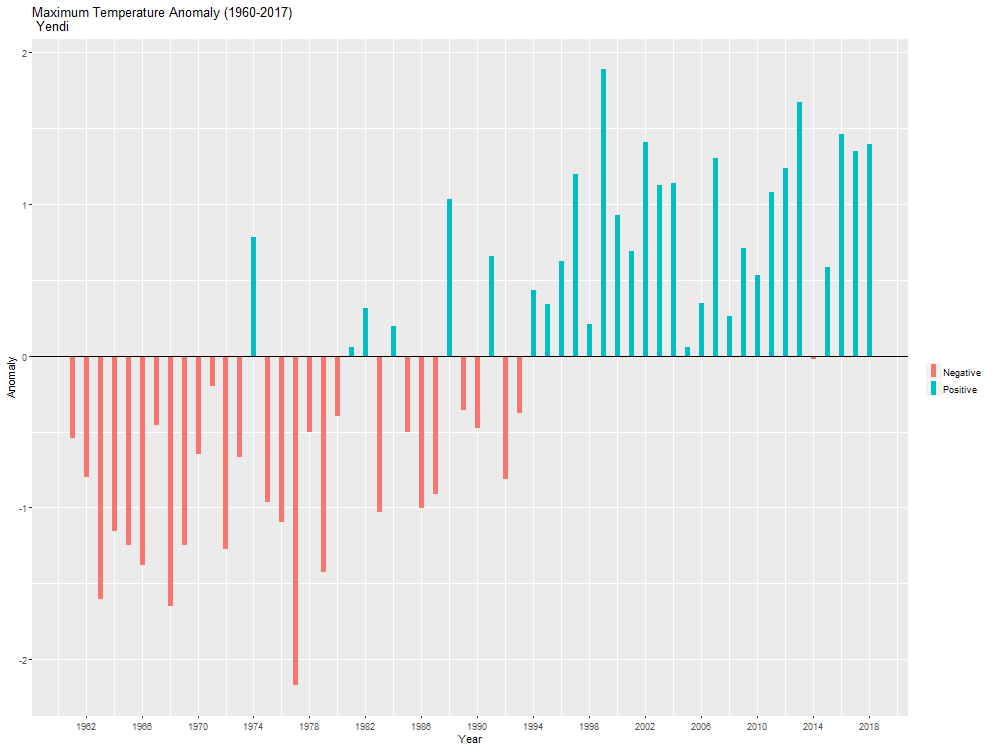 Maximum Temperature Anomaly (1960-2017)
Yendi
2
1
0
-1
-2
Anomaly
1962 1966 1970 1974 1978 1982 1986 1990 1994 1998 2002 2006 2010 2014 2018
Year
Negative
Positive